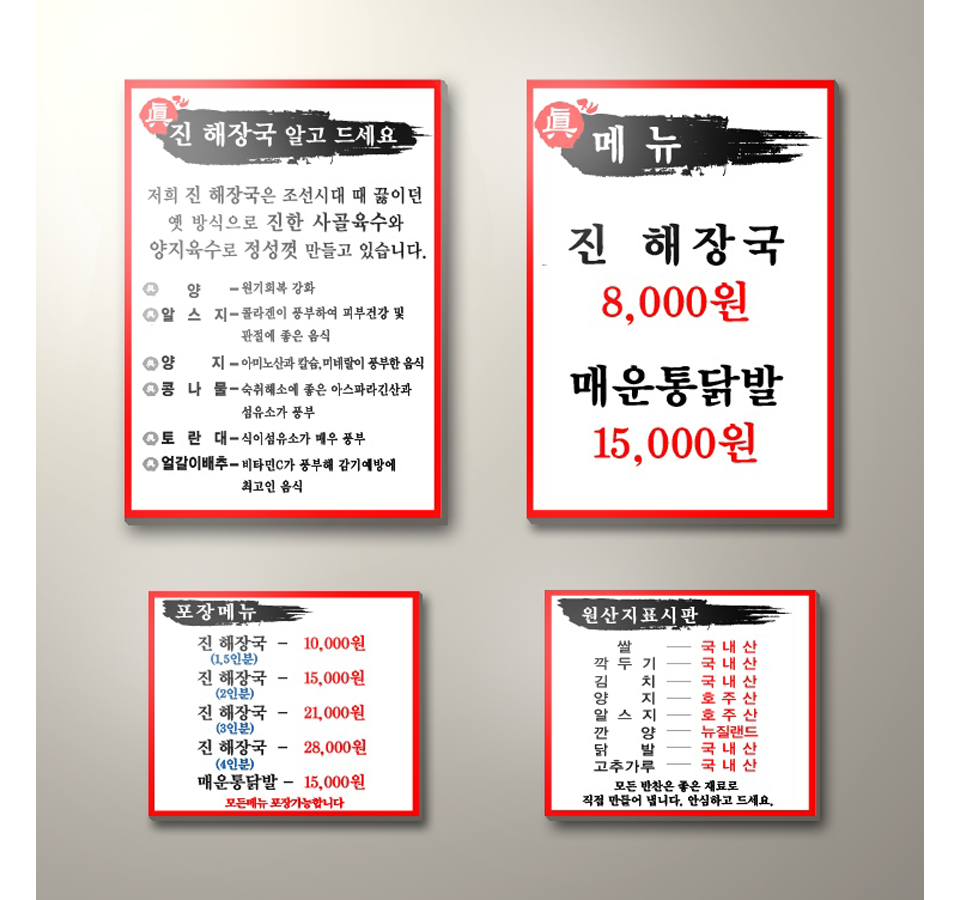 眞 진
진 해장국 알고 드세요
저희 진 해장국은 조선시대 때 끓이던
옛 방식으로 진한 사골육수와
양지육수로 정성껏 만들고 있습니다.
양 - 원기회복 강화
알 스 지 - 콜라겐이 풍부하여 피부건강 및
관절에 좋은 음식
양 지 - 아미노산과 칼슘,미네랄이 풍부한 음식
콩 나 물 - 숙취해소에 좋은 아스파라긴산과
섬유소가 풍부
토 란 대 - 식이섬유소가 매우 풍부
얼갈이배추 - 비타민C가 풍부해 감기예방에
최고인 음식
眞 진
메 뉴
진 해장국
8,000원
매운통닭발
15,000원
포장메뉴
진 해장국 - 10,000원
(1.5인분)
진 해장국 - 15,000원
(2인분)
진 해장국 - 21,000원
(3인분)
진 해장국 - 28,000원
(4인분)
매운통닭발 - 15,000원
모든메뉴 포장가능합니다
원산지표시판
쌀 — 국내산
깍 두 기 — 국내산
김 치 — 국내산
양 지 — 호주산
알 스 지 — 호주산
깐 양 — 뉴질랜드
닭 발 — 국내산
고추가루 — 국내산
모든 반찬은 좋은 재료로
직접 만들어 냅니다. 안심하고 드세요.